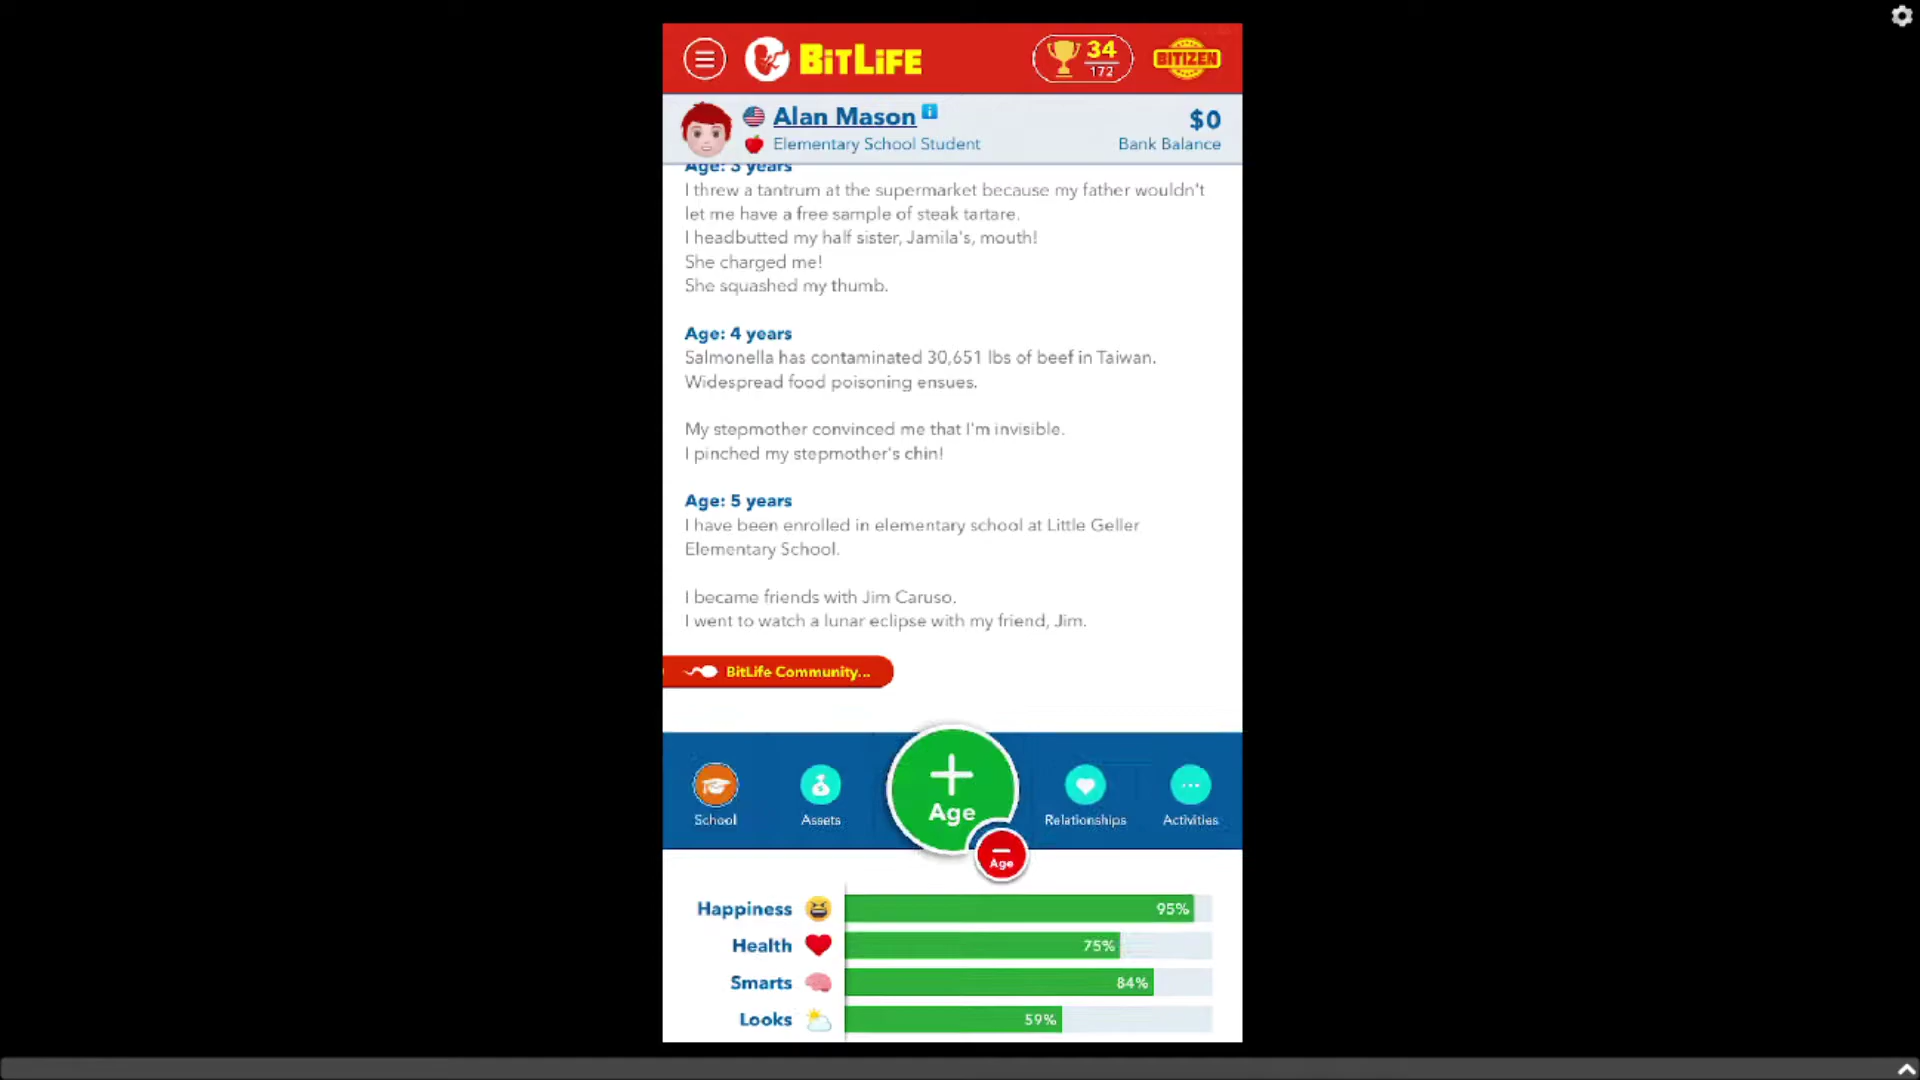 BITLIFE
34
172
BITIZEN
Alan Mason i
$0
Elementary School Student
Bank Balance
Age: 3 years
I threw a tantrum at the supermarket because my father wouldn't
let me have a free sample of steak tartare.
I headbutted my half sister, Jamila's, mouth!
She charged me!
She squashed my thumb.
Age: 4 years
Salmonella has contaminated 30,651 lbs of beef in Taiwan.
Widespread food poisoning ensues.
My stepmother convinced me that I'm invisible.
I pinched my stepmother's chin!
Age: 5 years
I have been enrolled in elementary school at Little Geller
Elementary School.
I became friends with Jim Caruso.
I went to watch a lunar eclipse with my friend, Jim.
BitLife Community...
+
Age
School
Assets
Relationships
Activities
Age
Happiness 95%
Health 75%
Smarts 84%
Looks 59%